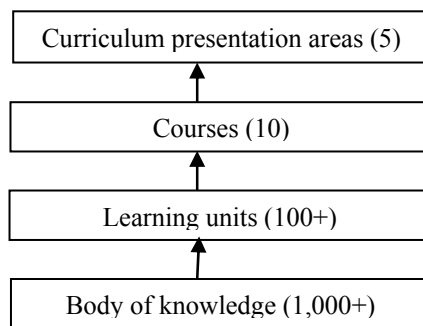 Curriculum presentation areas (5)
Courses (10)
Learning units (100+)
Body of knowledge (1,000+)